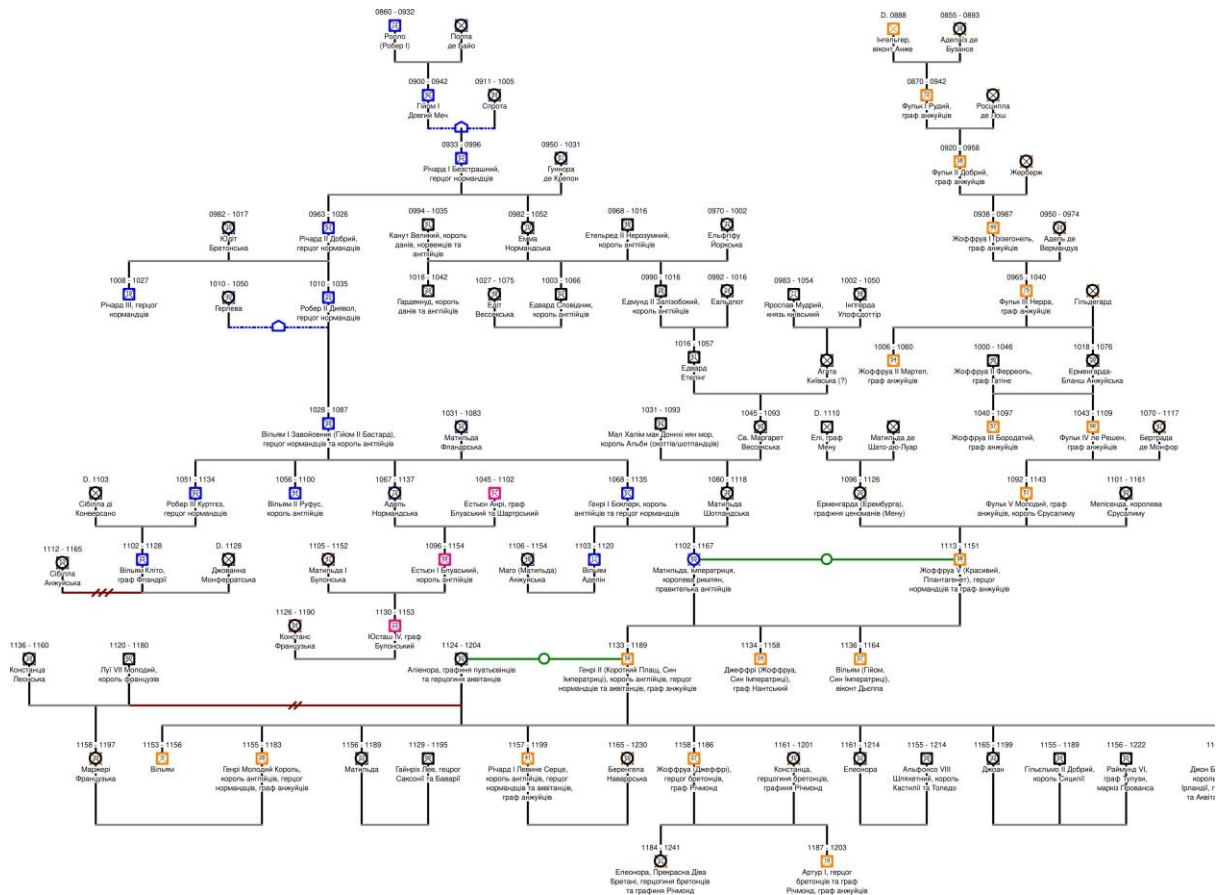 0860 - 0932
Ролло
(Робер I)
Поппа
де Байо
D. 0888
Інгельгер,
віконт Анже
0855 - 0893
Аделаїз де
Бузансе
0900 - 0942
Гійом I
Довгий Меч
0911 - 1005
Спрота
0870 - 0942
Фульк I Рудий,
граф анжуйців
Росцилла
де Лош
0933 - 0996
Річард I Безстрашний,
герцог нормандців
0950 - 1031
Гуннора
де Крепон
0920 - 0958
Фульк II Добрий,
граф анжуйців
Жерберж
0982 - 1017
Юдіт
Бретонська
0963 - 1026
Річард II Добрий,
герцог нормандців
0994 - 1035
Канут Великий, король
данів, норвежців та
англійців
0982 - 1052
Емма
Нормандська
0968 - 1016
Етельред II Нерозумний,
король англійців
0970 - 1002
Ельфгіфу
Йоркська
0938 - 0987
Жоффруа I Грізегонель,
граф анжуйців
0950 - 0974
Адель де
Вермандуа
1008 - 1027
Річард III, герцог
нормандців
1010 - 1050
Герлева
1010 - 1035
Робер II Диявол,
герцог нормандців
1018 - 1042
Гардекнуд, король
данів та англійців
1027 - 1075
Едіт
Вессекська
1003 - 1066
Едвард Сповідник,
король англійців
0990 - 1016
Едмунд II Залізобокий,
король англійців
0992 - 1016
Еальдгют
0983 - 1054
Ярослав Мудрий,
князь київський
1002 - 1050
Інгігерда
Улофсдоттір
0965 - 1040
Фульк III Нерра,
граф анжуйців
Гільдегард
1016 - 1057
Едвард
Етелінг
Агата
Київська (?)
1006 - 1060
Жоффруа II Мартел,
граф анжуйців
1000 - 1046
Жоффруа II Ферреоль,
граф Гатіне
1018 - 1076
Ерменгарда-
Бланш Анжуйська
1028 - 1087
Вільям I Завойовник (Гійом II Бастард),
герцог нормандців та король англійців
1031 - 1083
Матильда
Фландрська
1031 - 1093
Мал Халім мак Доннхі кян мор,
король Альби (скоттів/шотландців)
1045 - 1093
Св. Маргарет
Вессекська
D. 1110
Елі, граф
Мену
Матильда де
Шато-дю-Луар
1040 - 1097
Жоффруа III Бородатий,
граф анжуйців
1043 - 1109
Фульк IV ле Решен,
граф анжуйців
1070 - 1117
Бертрада
де Монфор
D. 1103
Сібілла ді
Конверсано
1051 - 1134
Робер III Куртгез,
герцог нормандців
1056 - 1100
Вільям II Руфус,
король англійців
1067 - 1137
Адель
Нормандська
1045 - 1102
Естьєн Анрі, граф
Блуаський та Шартрський
1068 - 1135
Генрі I Боклерк, король
англійців та герцог нормандців
1080 - 1118
Матильда
Шотландська
1096 - 1126
Ерменгарда (Ерембурга),
графиня ценоманів (Мену)
1092 - 1143
Фульк V Молодий, граф
анжуйців, король Єрусалиму
1101 - 1161
Мелісенда, королева
Єрусалиму
1112 - 1165
Сібілла
Анжуйська
1102 - 1128
Вільям Кліто,
граф Фландрії
D. 1128
Джованна
Монферратська
1105 - 1152
Матильда I
Булонська
1096 - 1154
Естьєн I Блуаський,
король англійців
1106 - 1154
Маго (Матильда)
Анжуйська
1103 - 1120
Вільям
Аделін
1102 - 1167
Матильда, імператриця,
королева римлян,
правителька англійців
1113 - 1151
Жоффруа V (Красивий,
Плантагенет), герцог
нормандців та граф анжуйців
1126 - 1190
Констанс
Французька
1130 - 1153
Юсташ IV, граф
Булонський
1136 - 1160
Констанца
Леонська
1120 - 1180
Луї VII Молодий,
король французів
1124 - 1204
Аліенора, графиня пуатьєвінців
та герцогиня аквітанців
1133 - 1189
Генрі II (Короткий Плащ, Син
Імператриці), король англійців, герцог
нормандців та аквітанців, граф анжуйців
1134 - 1158
Джеффрі (Жоффруа,
Син Імператриці),
граф Нантський
1136 - 1164
Вільям (Гійом,
Син Імператриці),
віконт Дьєппа
1158 - 1197
Маржері
Французька
1153 - 1156
Вільям
1155 - 1183
Генрі Молодий Король,
король англійців, герцог
нормандців, граф анжуйців
1156 - 1189
Матильда
1129 - 1195
Гайнріх Лев, герцог
Саксонії та Баварії
1157 - 1199
Річард I Левине Серце,
король англійців, герцог
нормандців та аквітанців,
граф анжуйців
1165 - 1230
Беренгела
Наваррська
1158 - 1186
Жоффруа (Джеффрі),
герцог бретонців,
граф Річмонд
1161 - 1201
Констанца,
герцогиня бретонців,
графиня Річмонд
1161 - 1214
Елеонора
1155 - 1214
Альфонсо VIII
Шляхетний, король
Кастилії та Толедо
1165 - 1199
Джоан
1155 - 1189
Гільєльмо II Добрий,
король Сицилії
1156 - 1222
Раймунд VI,
граф Тулузи,
маркіз Прованса
Джон
король
Ірландії,
та Аквіта
1184 - 1241
Елеонора, Прекрасна Діва
Бретані, герцогиня бретонців
та графиня Річмонд
1187 - 1203
Артур I, герцог
бретонців та граф
Річмонд, граф анжуйців